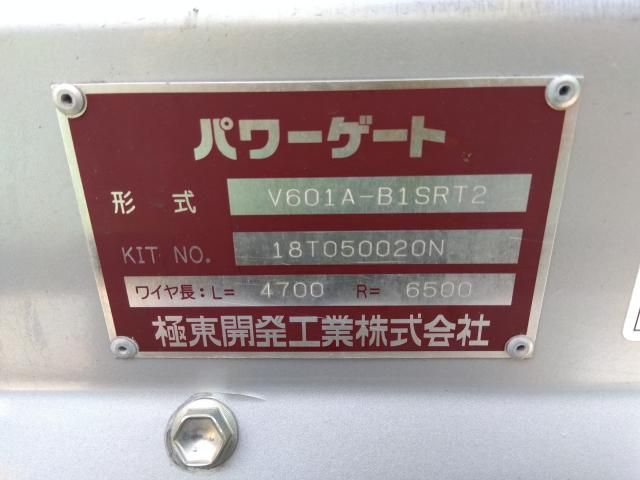 パワーゲート
形式 V601A-B1SRT2
KIT NO. 18T050020N
ワイヤ長:L= 4700 R= 6500
極東開発工業株式会社